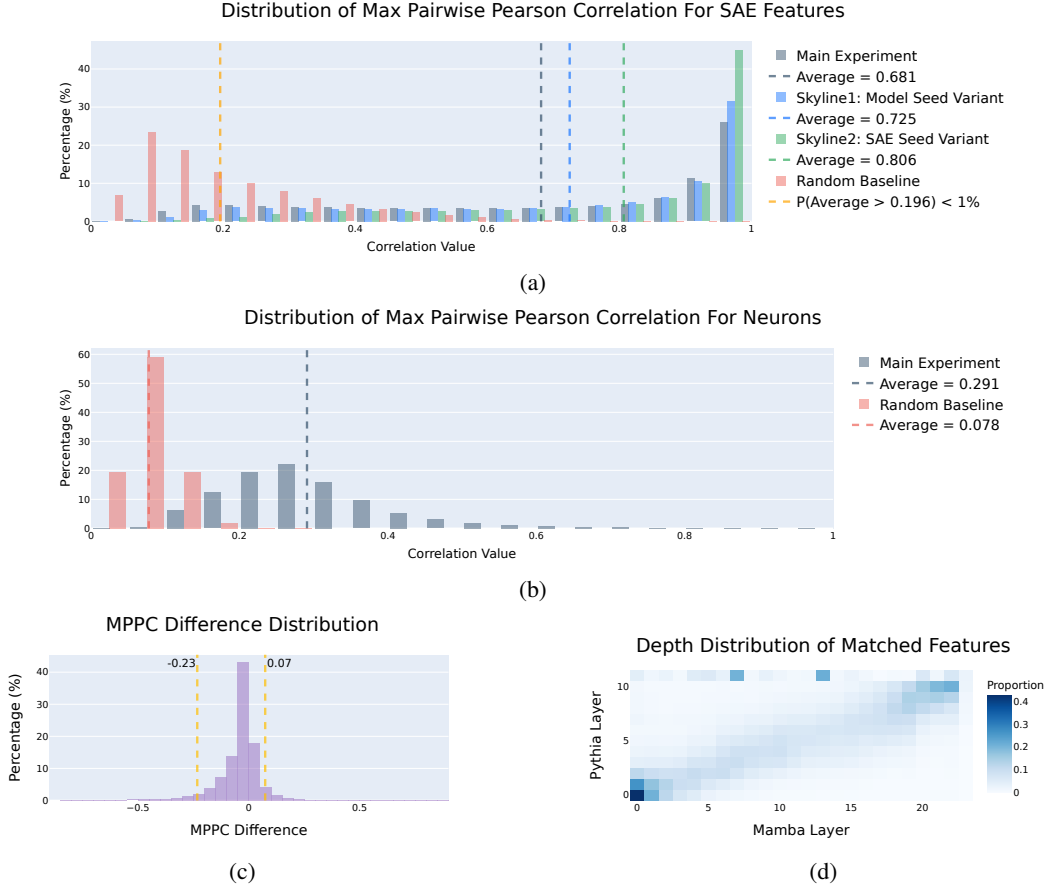 Distribution of Max Pairwise Pearson Correlation For SAE Features
Percentage (%)
40
30
20
10
0
0
0.2
0.4
0.6
0.8
1
Correlation Value
Main Experiment
Average = 0.681
Skyline1: Model Seed Variant
Average = 0.725
Skyline2: SAE Seed Variant
Average = 0.806
Random Baseline
P(Average > 0.196) < 1%
(a)
Distribution of Max Pairwise Pearson Correlation For Neurons
Percentage (%)
60
50
40
30
20
10
0
0
0.2
0.4
0.6
0.8
1
Correlation Value
Main Experiment
Average = 0.291
Random Baseline
Average = 0.078
(b)
MPPC Difference Distribution
Percentage (%)
40
30
20
10
0
-0.23
0.07
−0.5
0
0.5
MPPC Difference
(c)
Depth Distribution of Matched Features
Pythia Layer
10
5
0
0
5
10
15
20
Mamba Layer
Proportion
0.4
0.3
0.2
0.1
0
(d)